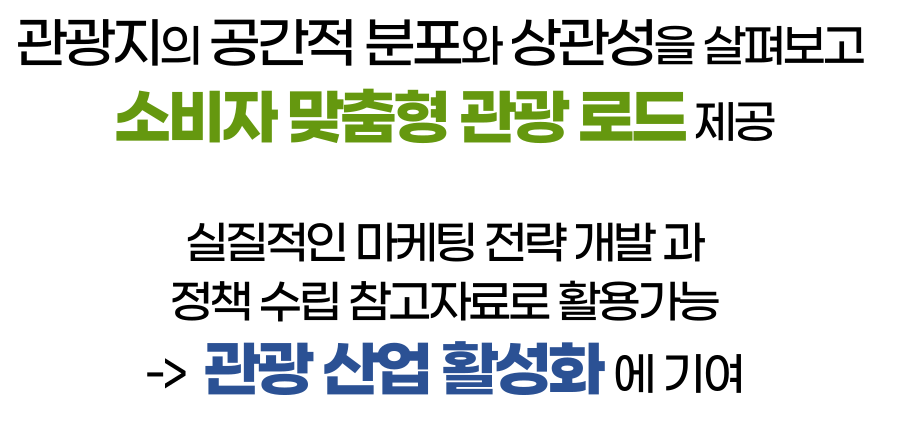 관광지의 공간적 분포와 상관성을 살펴보고
소비자 맞춤형 관광 로드 제공
실질적인 마케팅 전략 개발 과
정책 수립 참고자료로 활용가능
-> 관광 산업 활성화 에 기여